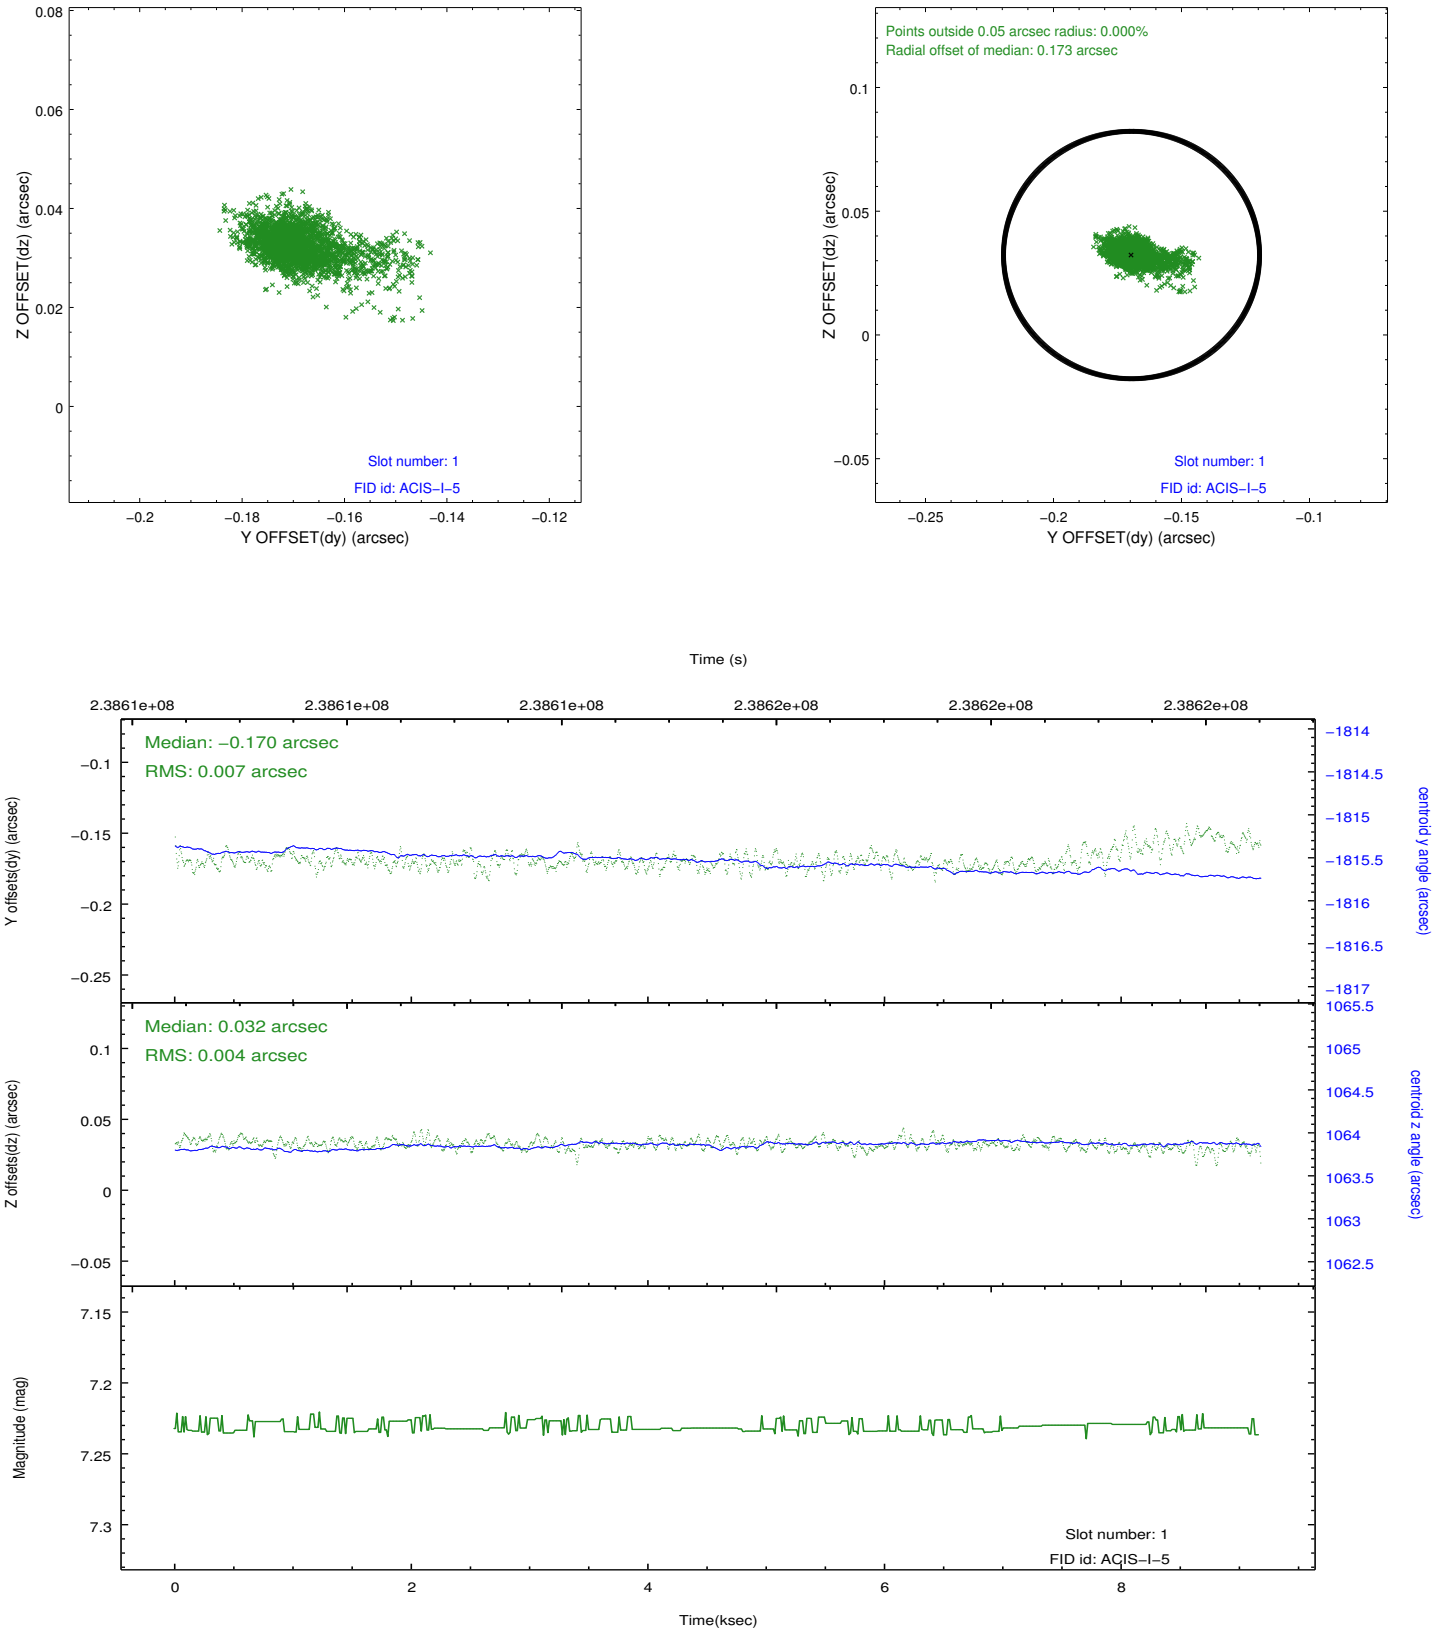 0.08
0.06
0.04
0.02
0
Z OFFSET(dz) (arcsec)
Slot number: 1
FID id: ACIS−I−5
−0.2 −0.18 −0.16 −0.14 −0.12
Y OFFSET(dy) (arcsec)
Points outside 0.05 arcsec radius: 0.000%
Radial offset of median: 0.173 arcsec
0.1
0.05
0
−0.05
Z OFFSET(dz) (arcsec)
Slot number: 1
FID id: ACIS−I−5
−0.25 −0.2 −0.15 −0.1
Y OFFSET(dy) (arcsec)
Time (s)
2.3861e+08 2.3861e+08 2.3861e+08 2.3862e+08 2.3862e+08 2.3862e+08
Median: −0.170 arcsec
RMS: 0.007 arcsec
−0.1
−0.15
−0.2
−0.25
Y offsets(dy) (arcsec)
−1814
−1814.5
−1815
−1815.5
−1816
−1816.5
−1817
centroid y angle (arcsec)
Median: 0.032 arcsec
RMS: 0.004 arcsec
0.1
0.05
0
−0.05
Z offsets(dz) (arcsec)
1065.5
1065
1064.5
1064
1063.5
1063
1062.5
centroid z angle (arcsec)
7.15
7.2
7.25
7.3
Magnitude (mag)
Slot number: 1
FID id: ACIS−I−5
0 2 4 6 8
Time(ksec)